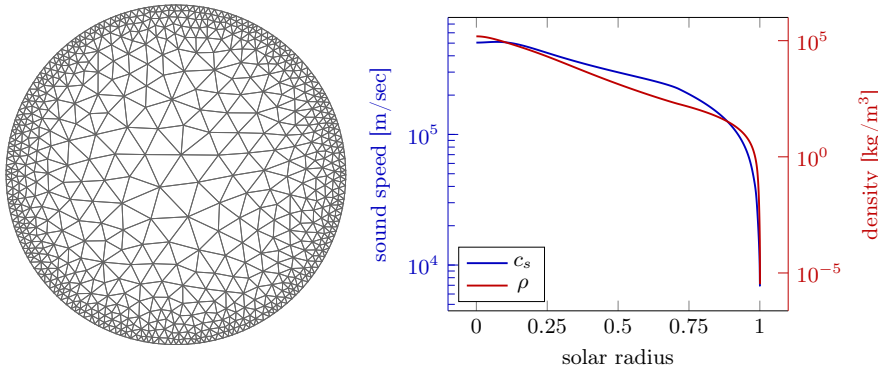 sound speed [m/sec]
10^5
10^4
c_s
ρ
0 0.25 0.5 0.75 1
solar radius
10^5
10^0
10^−5
density [kg/m^3]